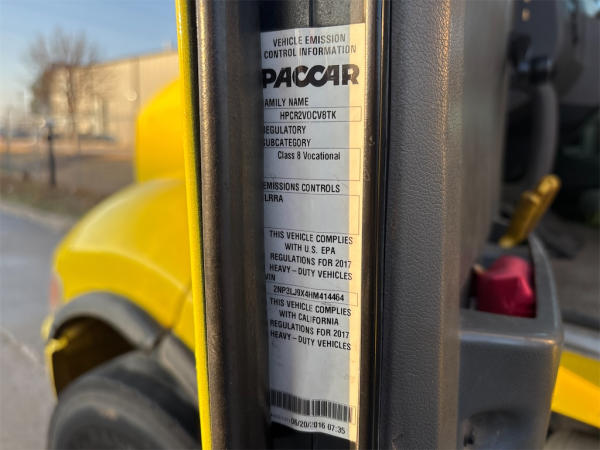 VEHICLE EMISSION
CONTROL INFORMATION
PACCAR
FAMILY NAME
HPCR2VOCV8TK
REGULATORY
SUBCATEGORY
Class 8 Vocational
EMISSIONS CONTROLS
LRRA
THIS VEHICLE COMPLIES
WITH U.S. EPA
REGULATIONS FOR 2017
HEAVY-DUTY VEHICLES
VIN
2NP3LJ9X4HM414464
THIS VEHICLE COMPLIES
WITH CALIFORNIA
REGULATIONS FOR 2017
HEAVY-DUTY VEHICLES
06/20/2016 07:35